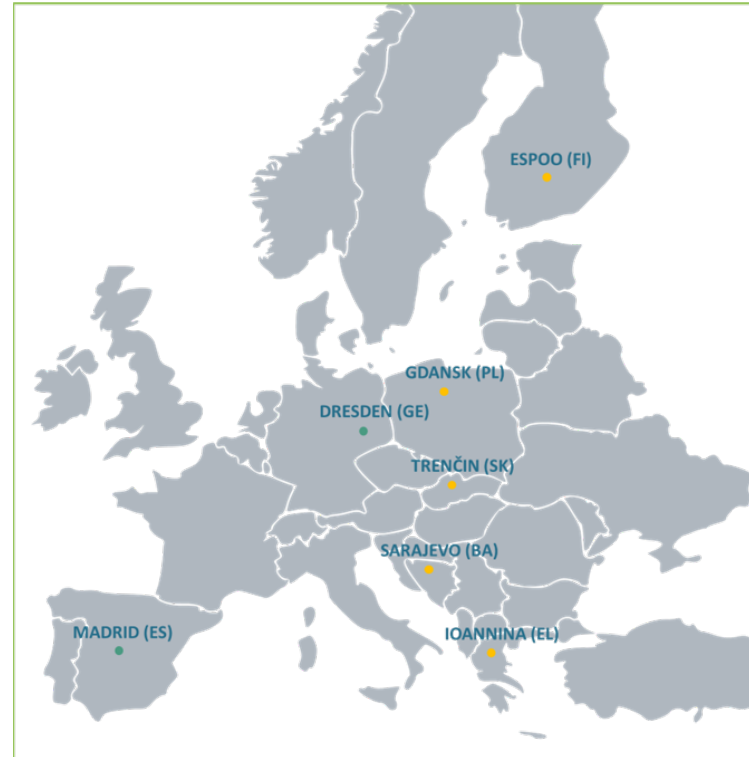 ESPOO (FI)
GDANSK (PL)
DRESDEN (GE)
TRENČIN (SK)
SARAJEVO (BA)
MADRID (ES)
IOANNINA (EL)